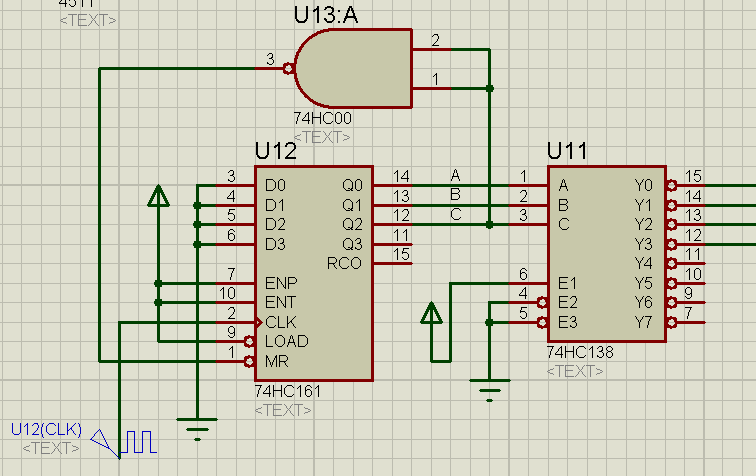 4511
<TEXT>
U13:A
3
2
1
74HC00
<TEXT>
U12
U11
3 D0 Q0 14 A 1 A Y0 15
4 D1 Q1 13 B 2 B Y1 14
5 D2 Q2 12 C 3 C Y2 13
6 D3 Q3 11 Y3 12
RCO 15 Y4 11
7 ENP 6 E1 Y5 10
10 ENT 4 E2 Y6 9
2 CLK 5 E3 Y7 7
9 LOAD
1 MR
74HC138
<TEXT>
74HC161
<TEXT>
U12(CLK)
<TEXT>